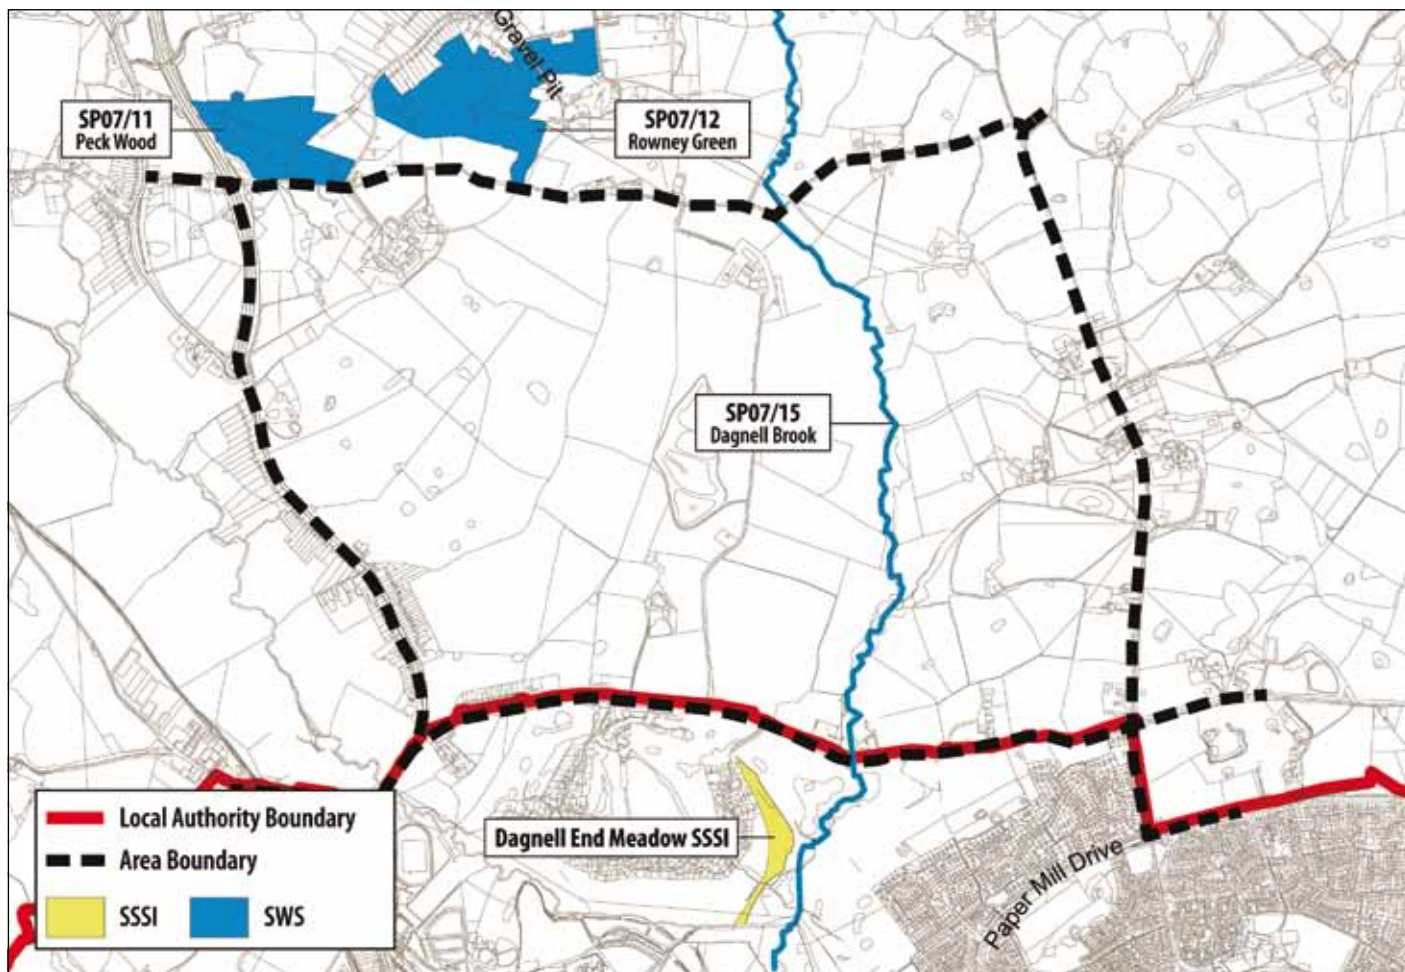 Gravel Pit
SP07/11
Peck Wood
SP07/12
Rowney Green
SP07/15
Dagnell Brook
Dagnell End Meadow SSSI
Paper Mill Drive
Local Authority Boundary
Area Boundary
SSSI
SWS